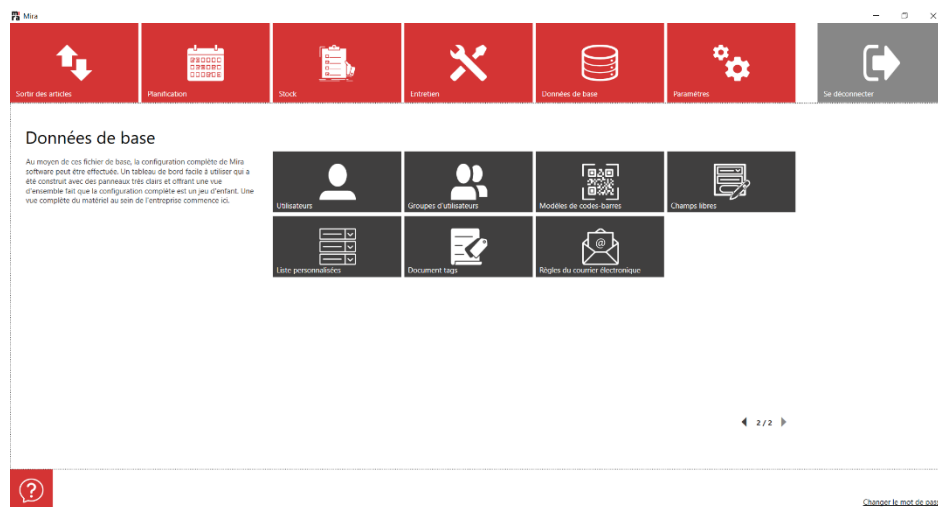 Mira
Sortir des articles
Planification
Stock
Entretien
Données de base
Paramètres
Se déconnecter
Données de base
Au moyen de ces fichier de base, la configuration complète de Mira
software peut être effectuée. Un tableau de bord facile à utiliser qui a
été construit avec des panneaux très clairs et offrant une vue
d'ensemble fait que la configuration complète est un jeu d'enfant. Une
vue complète du matériel au sein de l'entreprise commence ici.
Utilisateurs
Groupes d'utilisateurs
Modèles de codes-barres
Champs libres
Liste personnalisées
Document tags
Règles du courrier électronique
2 / 2
Changer le mot de